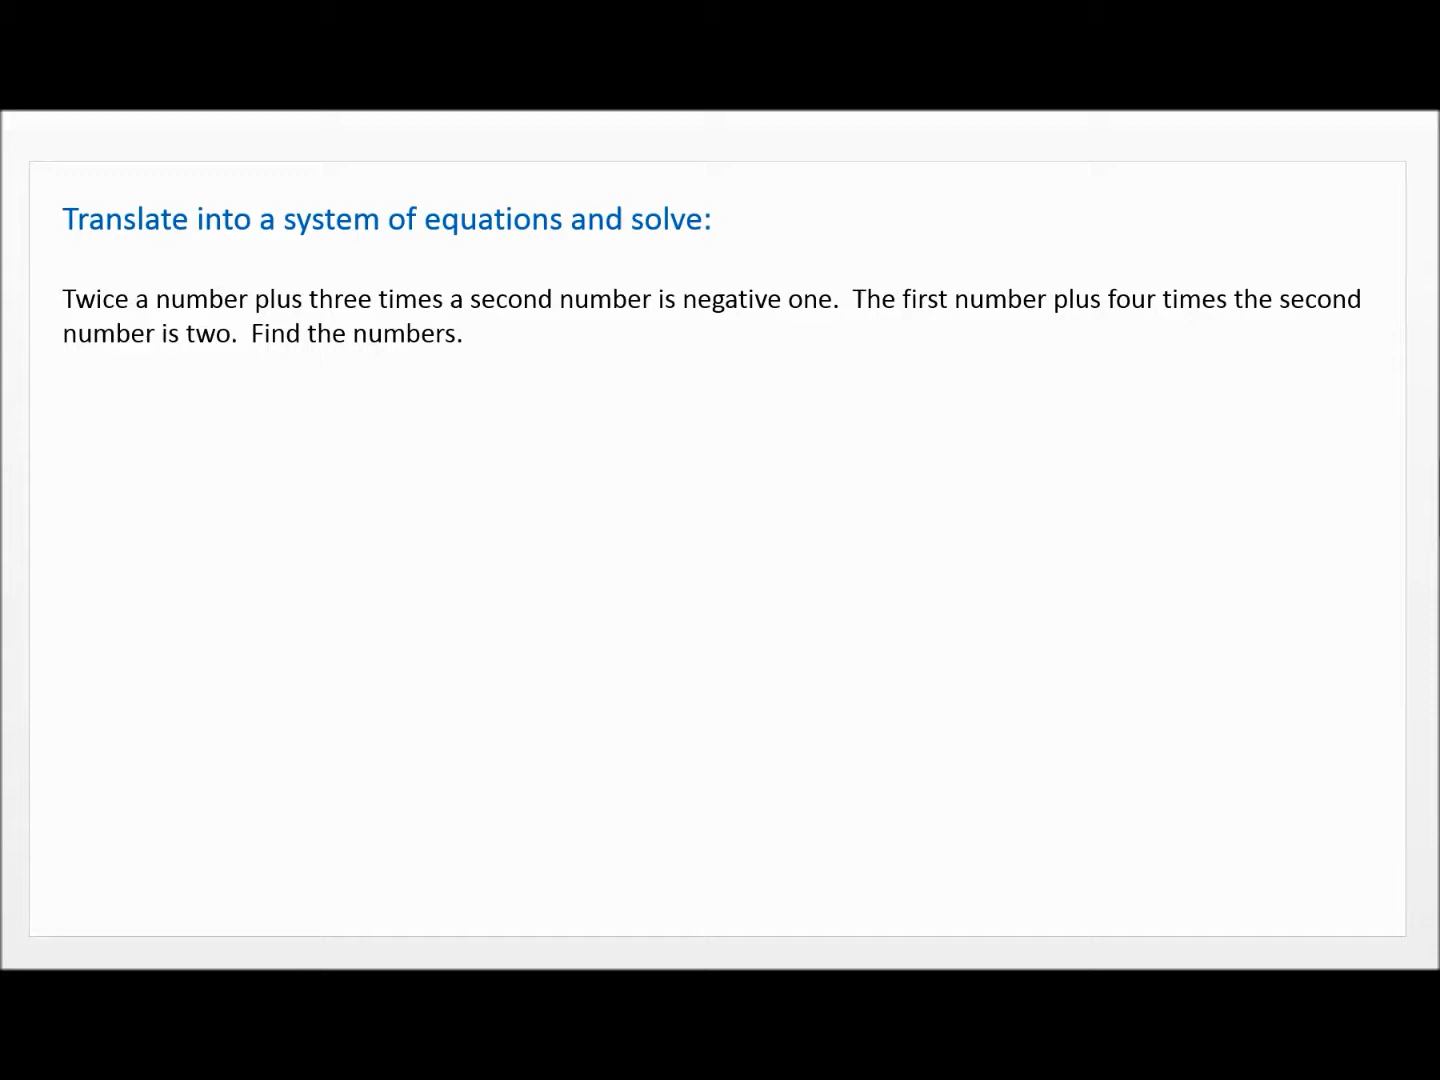 Translate into a system of equations and solve:
Twice a number plus three times a second number is negative one.  The first number plus four times the second
number is two.  Find the numbers.